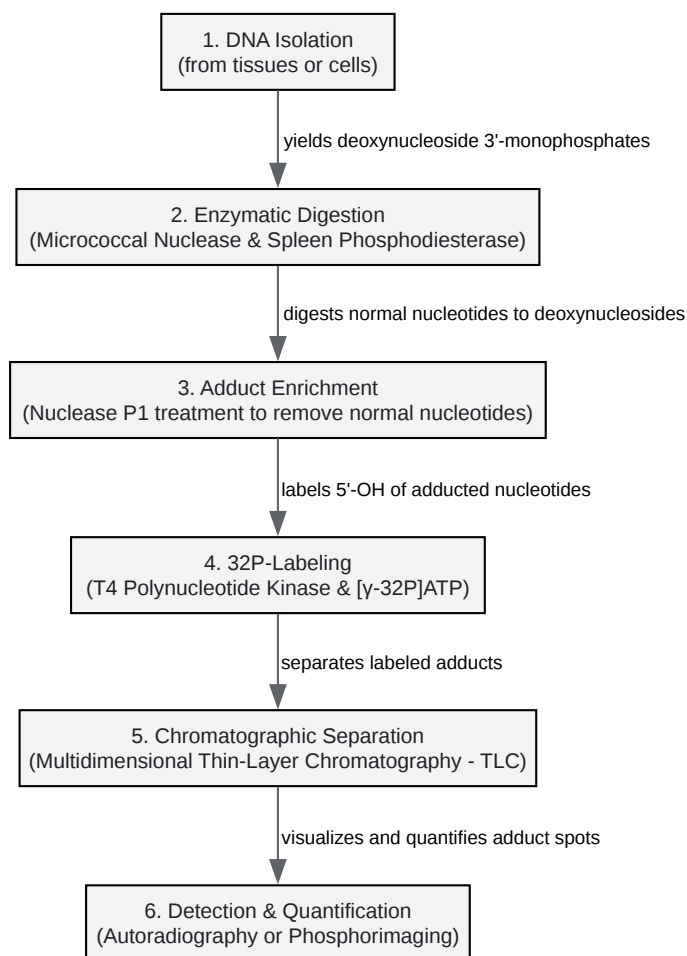 1. DNA Isolation
(from tissues or cells)
yields deoxynucleoside 3'-monophosphates
2. Enzymatic Digestion
(Micrococcal Nuclease & Spleen Phosphodiesterase)
digests normal nucleotides to deoxynucleosides
3. Adduct Enrichment
(Nuclease P1 treatment to remove normal nucleotides)
labels 5'-OH of adducted nucleotides
4. 32P-Labeling
(T4 Polynucleotide Kinase & [γ-32P]ATP)
separates labeled adducts
5. Chromatographic Separation
(Multidimensional Thin-Layer Chromatography - TLC)
visualizes and quantifies adduct spots
6. Detection & Quantification
(Autoradiography or Phosphorimaging)